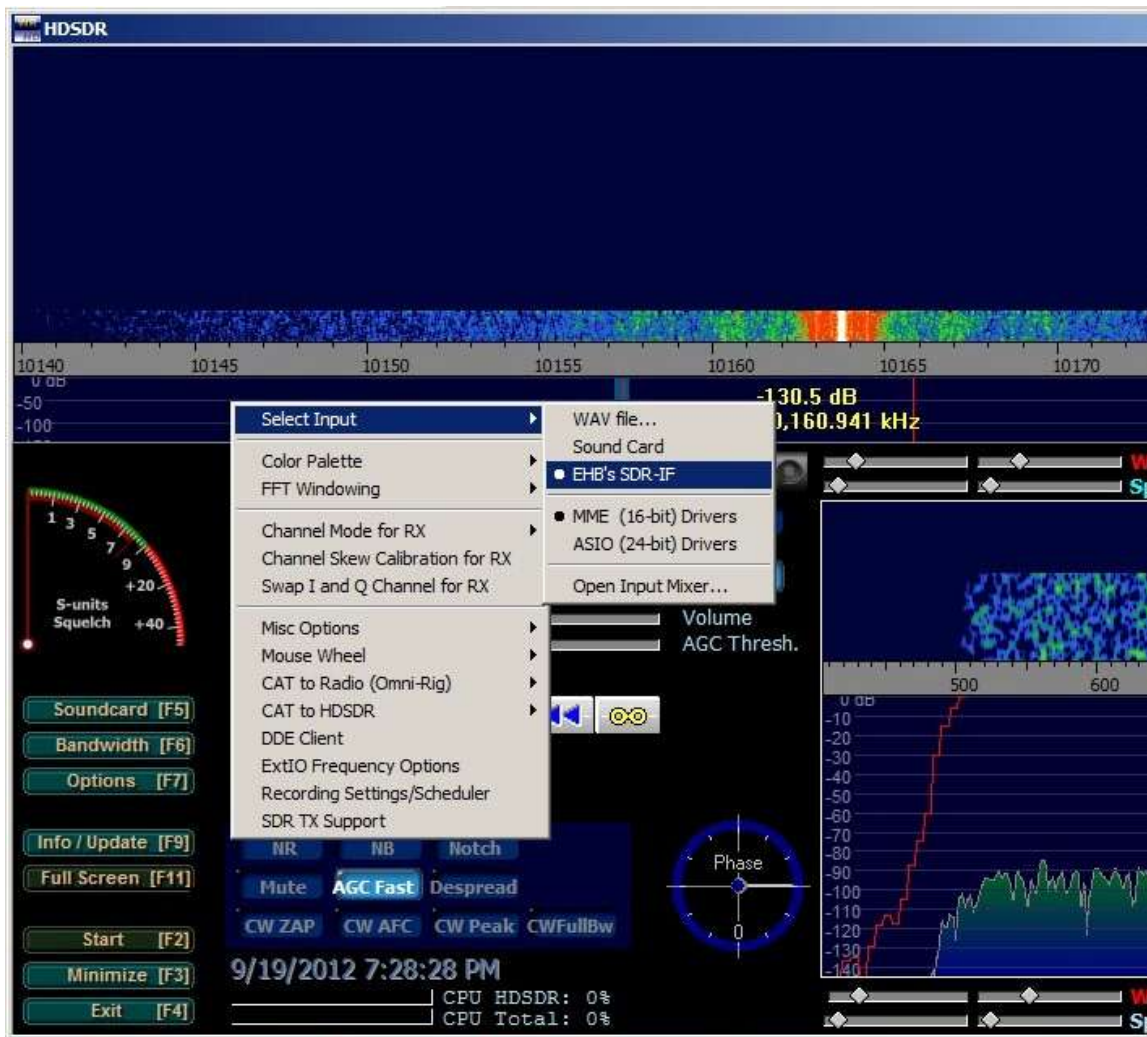 HDSDR
10140 10145 10150 10155 10160 10165 10170
0 dB
-50
-100
-130.5 dB
0,160.941 kHz
Select Input
Color Palette
FFT Windowing
Channel Mode for RX
Channel Skew Calibration for RX
Swap I and Q Channel for RX
Misc Options
Mouse Wheel
CAT to Radio (Omni-Rig)
CAT to HDSDR
DDE Client
ExtIO Frequency Options
Recording Settings/Scheduler
SDR TX Support
WAV file...
Sound Card
EHB's SDR-IF
MME (16-bit) Drivers
ASIO (24-bit) Drivers
Open Input Mixer...
1 3 5 7 9 +20 +40
S-units
Squelch
Volume
AGC Thresh.
W
Sp
Soundcard [F5]
Bandwidth [F6]
Options [F7]
Info / Update [F9]
Full Screen [F11]
Start [F2]
Minimize [F3]
Exit [F4]
NR NB Notch
Mute AGC Fast Despread
CW ZAP CW AFC CW Peak CWFullBw
9/19/2012 7:28:28 PM
CPU HDSDR: 0%
CPU Total: 0%
Phase
0
500 600
0 dB
-10
-20
-30
-40
-50
-60
-70
-80
-90
-100
-110
-120
-130
-140
W
Sp